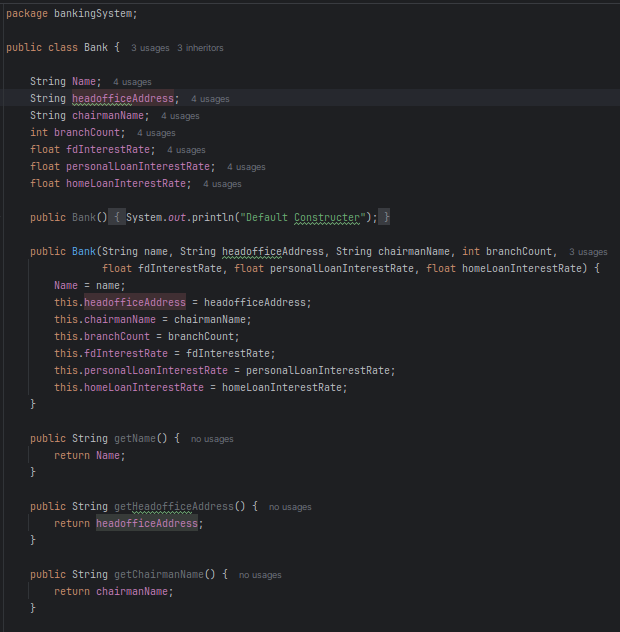 package bankingSystem;
public class Bank { 3 usages 3 inheritors
String Name; 4 usages
String headofficeAddress; 4 usages
String chairmanName; 4 usages
int branchCount; 4 usages
float fdInterestRate; 4 usages
float personalLoanInterestRate; 4 usages
float homeLoanInterestRate; 4 usages
public Bank() { System.out.println("Default Constructer"); }
public Bank(String name, String headofficeAddress, String chairmanName, int branchCount, 3 usages
float fdInterestRate, float personalLoanInterestRate, float homeLoanInterestRate) {
Name = name;
this.headofficeAddress = headofficeAddress;
this.chairmanName = chairmanName;
this.branchCount = branchCount;
this.fdInterestRate = fdInterestRate;
this.personalLoanInterestRate = personalLoanInterestRate;
this.homeLoanInterestRate = homeLoanInterestRate;
}
public String getName() { no usages
return Name;
}
public String getHeadofficeAddress() { no usages
return headofficeAddress;
}
public String getChairmanName() { no usages
return chairmanName;
}